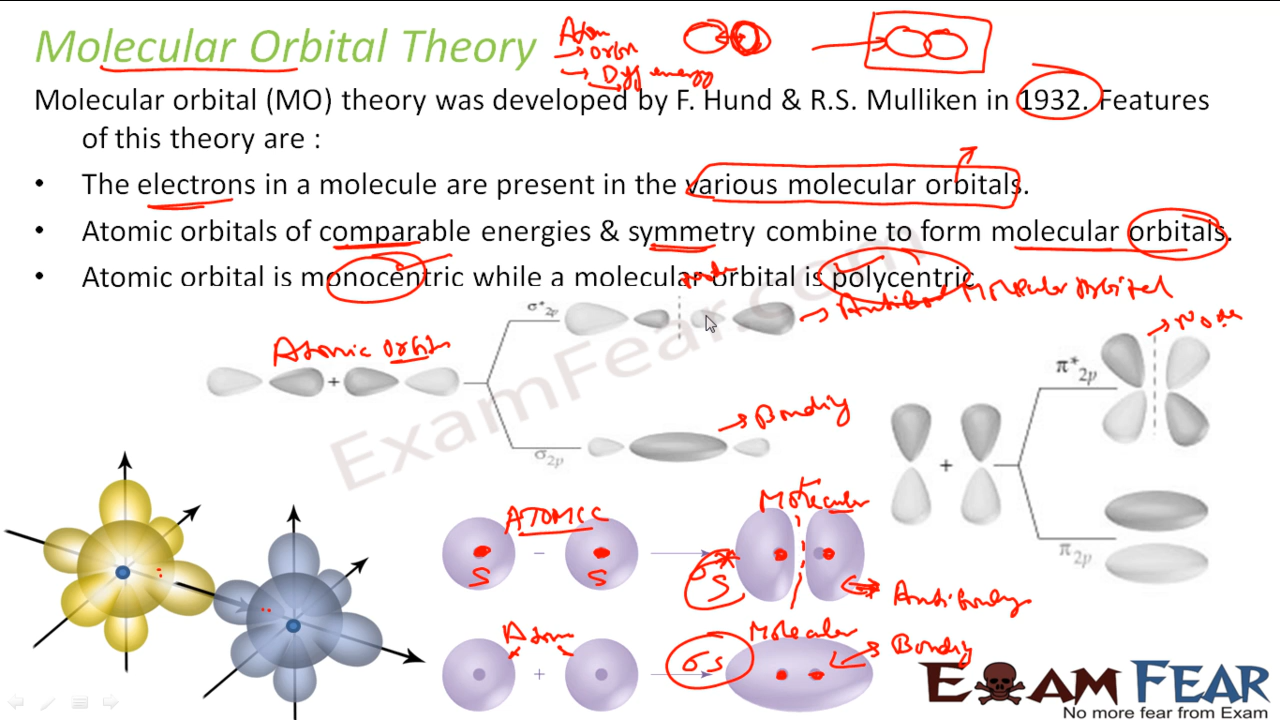 Molecular Orbital Theory
Atom
→ Orbit
→ Diff energy
Molecular orbital (MO) theory was developed by F. Hund & R.S. Mulliken in 1932. Features
of this theory are :
• The electrons in a molecule are present in the various molecular orbitals.
• Atomic orbitals of comparable energies & symmetry combine to form molecular orbitals.
• Atomic orbital is monocentric while a molecular orbital is polycentric
σ*2p
Molecular orbital
→ Node
Atomic
+
π*2p
→ Bonding
σ2p
+
π2p
ExamFear.com
ATOMIC
Molecular
S
–
S
σ*
S
→ Antibonding
Atom
Molecular
+
σs
→ Bonding
EXAM FEAR
No more fear from Exam